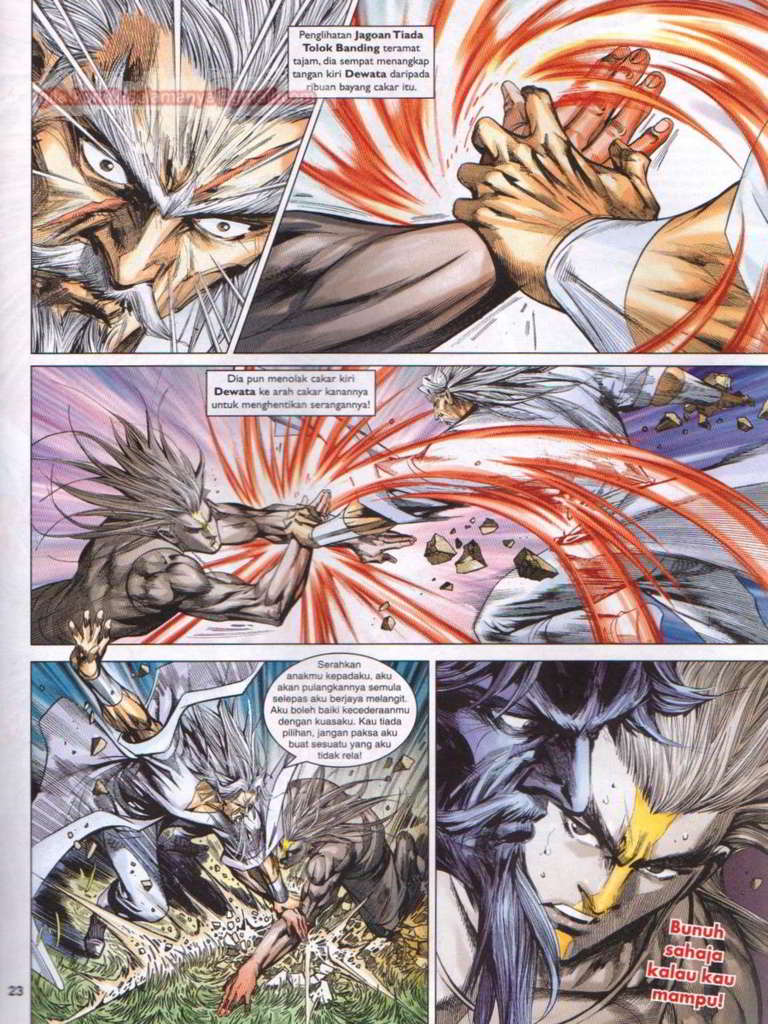 Penglihatan Jagoan Tiada
Tolok Banding teramat
tajam, dia sempat menangkap
tangan kiri Dewata daripada
ribuan bayang cakar itu.
Dia pun menolak cakar kiri
Dewata ke arah cakar kanannya
untuk menghentikan serangannya!
Serahkan
anakmu kepadaku, aku
akan pulangkannya semula
selepas aku berjaya melangit.
Aku boleh baiki kecederaanmu
dengan kuasaku. Kau tiada
pilihan, jangan paksa aku
buat sesuatu yang aku
tidak rela!
Bunuh
sahaja
kalau kau
mampu!
23